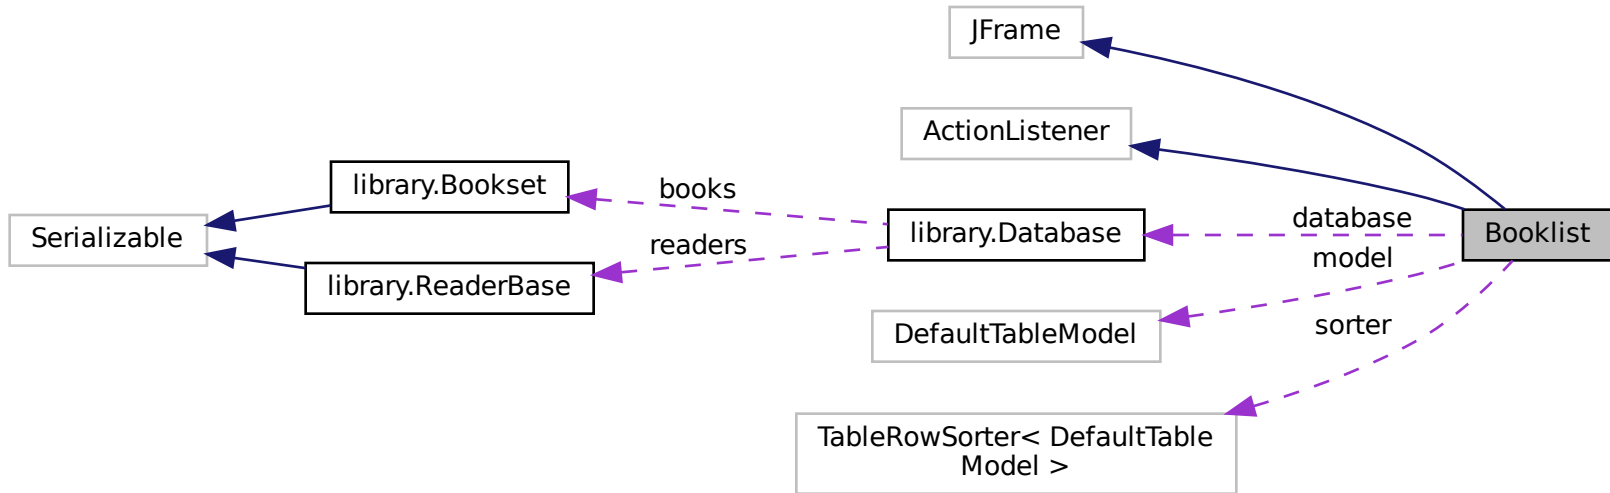 JFrame
ActionListener
library.Bookset
books
Serializable
readers
library.ReaderBase
library.Database
database
Booklist
model
DefaultTableModel
sorter
TableRowSorter< DefaultTable
Model >